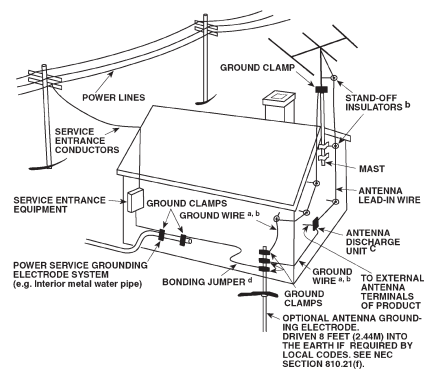 GROUND CLAMP
POWER LINES
STAND-OFF
INSULATORS b
SERVICE
ENTRANCE
CONDUCTORS
MAST
ANTENNA
LEAD-IN WIRE
SERVICE ENTRANCE
EQUIPMENT
GROUND CLAMPS
GROUND WIRE a, b
ANTENNA
DISCHARGE
UNIT C
POWER SERVICE GROUNDING
ELECTRODE SYSTEM
(e.g. Interior metal water pipe)
BONDING JUMPER d
GROUND
WIRE a, b
TO EXTERNAL
ANTENNA
TERMINALS
OF PRODUCT
GROUND
CLAMPS
OPTIONAL ANTENNA GROUND-
ING ELECTRODE.
DRIVEN 8 FEET (2.44M) INTO
THE EARTH IF REQUIRED BY
LOCAL CODES. SEE NEC
SECTION 810.21(f).